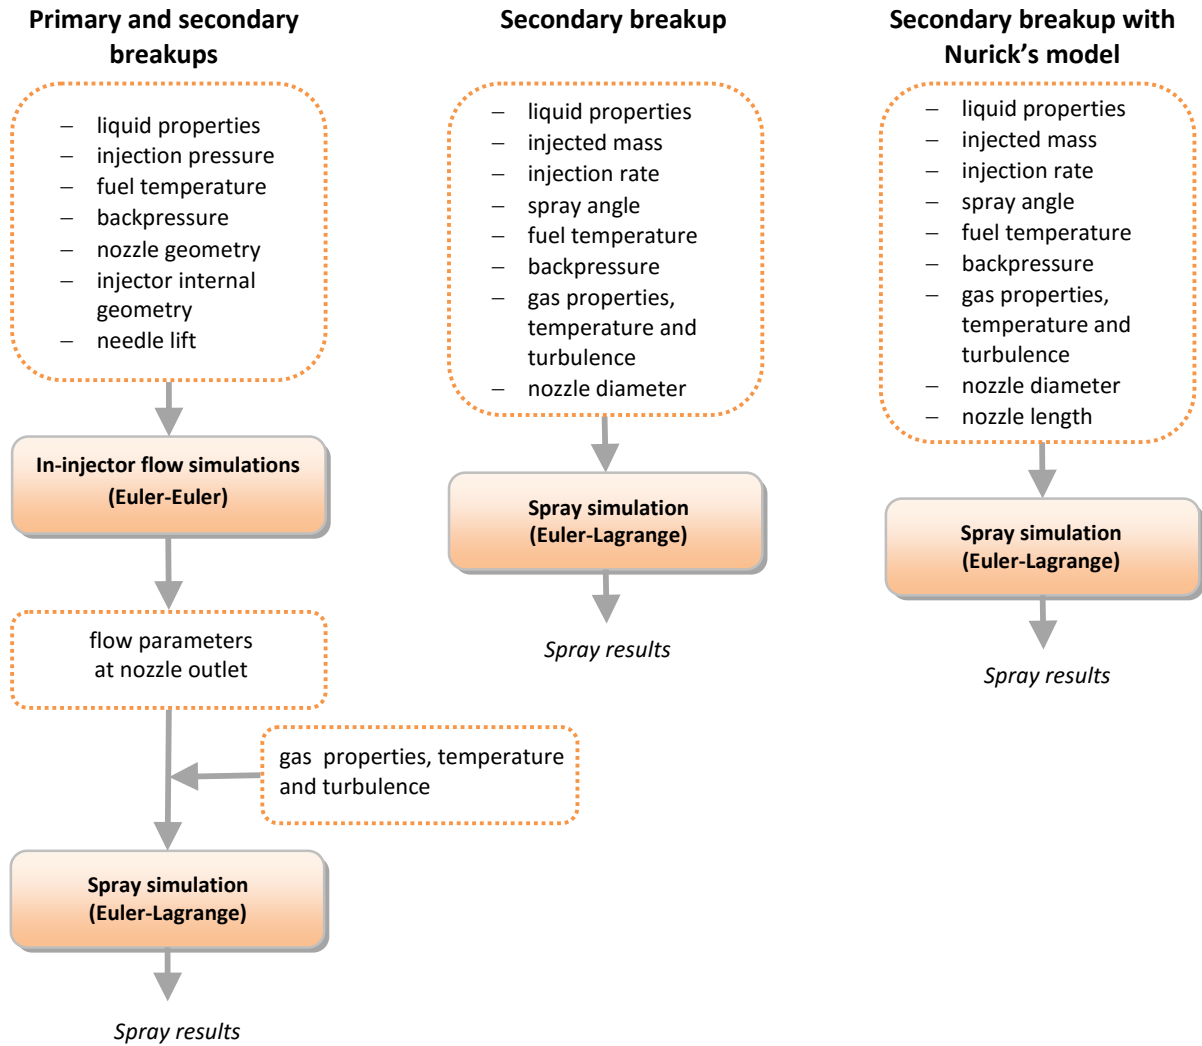 Primary and secondary
breakups
– liquid properties
– injection pressure
– fuel temperature
– backpressure
– nozzle geometry
– injector internal
geometry
– needle lift
In-injector flow simulations
(Euler-Euler)
flow parameters
at nozzle outlet
gas properties, temperature
and turbulence
Spray simulation
(Euler-Lagrange)
Spray results
Secondary breakup
– liquid properties
– injected mass
– injection rate
– spray angle
– fuel temperature
– backpressure
– gas properties,
temperature and
turbulence
– nozzle diameter
Spray simulation
(Euler-Lagrange)
Spray results
Secondary breakup with
Nurick’s model
– liquid properties
– injected mass
– injection rate
– spray angle
– fuel temperature
– backpressure
– gas properties,
temperature and
turbulence
– nozzle diameter
– nozzle length
Spray simulation
(Euler-Lagrange)
Spray results